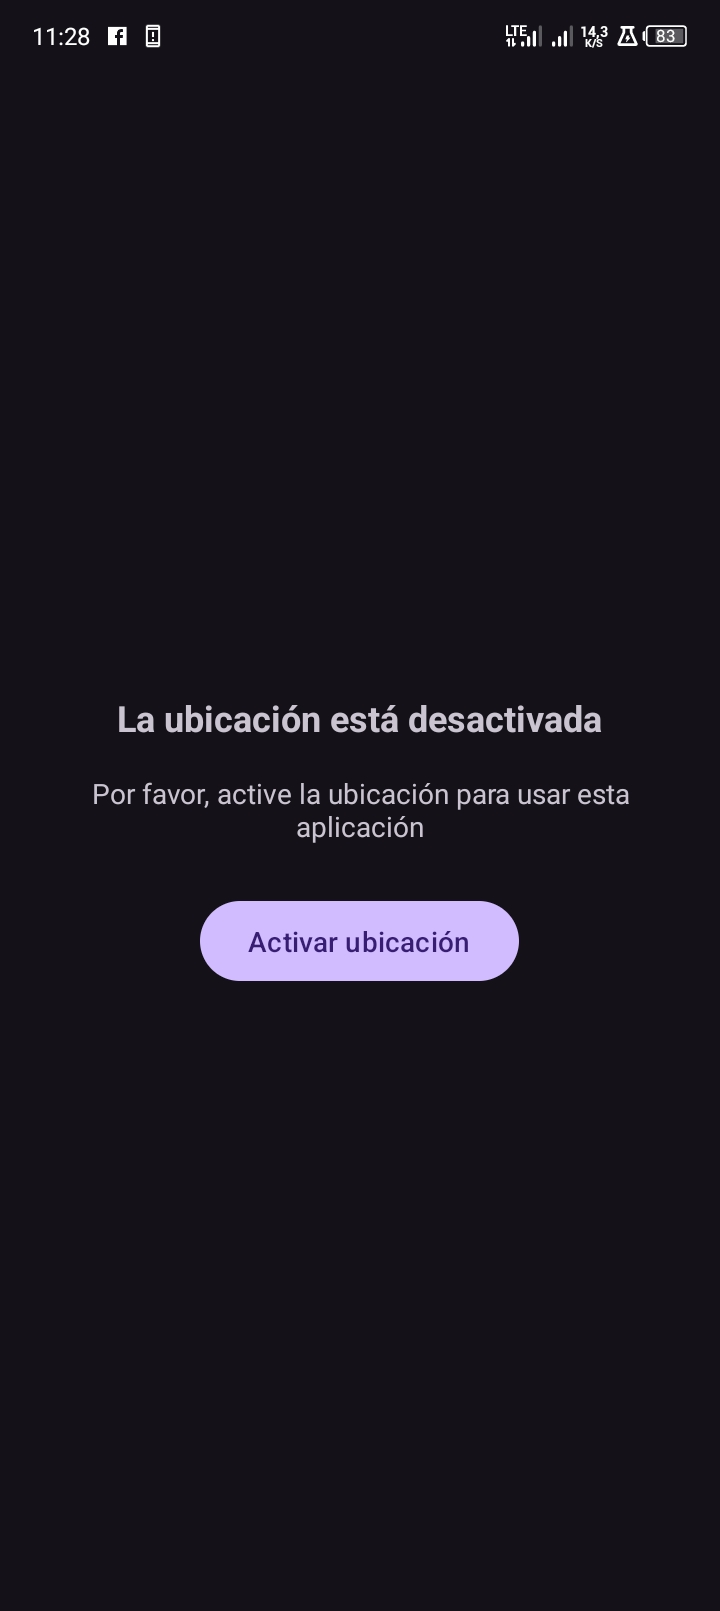 11:28
LTE 14,3 K/S 83
La ubicación está desactivada
Por favor, active la ubicación para usar esta
aplicación
Activar ubicación